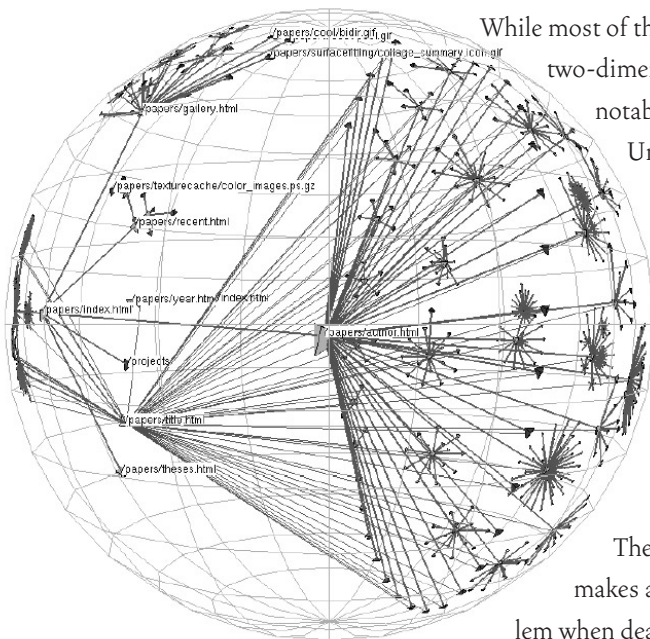 /papers/cool/bidir.gif
/papers/surfacefitting/collage_summary.icon.gif
/papers/gallery.html
/papers/texturecache/color_images.ps.gz
/papers/recent.html
/papers/year.html
/index.html
/papers/index.html
/papers/author.html
/projects
/papers/title.html
/papers/theses.html
While most of th
two-dimer
notab
Ur
The
makes a
lem when dea